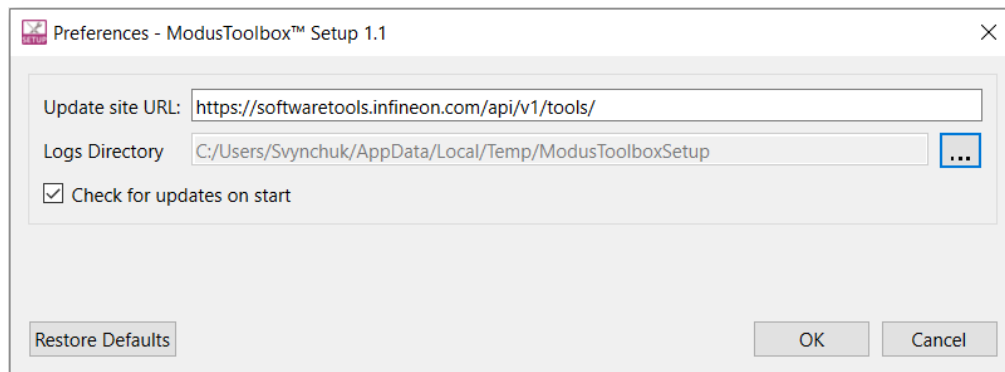 SETUP Preferences - ModusToolbox™ Setup 1.1
Update site URL: https://softwaretools.infineon.com/api/v1/tools/
Logs Directory C:/Users/Svynchuk/AppData/Local/Temp/ModusToolboxSetup ...
Check for updates on start
Restore Defaults OK Cancel